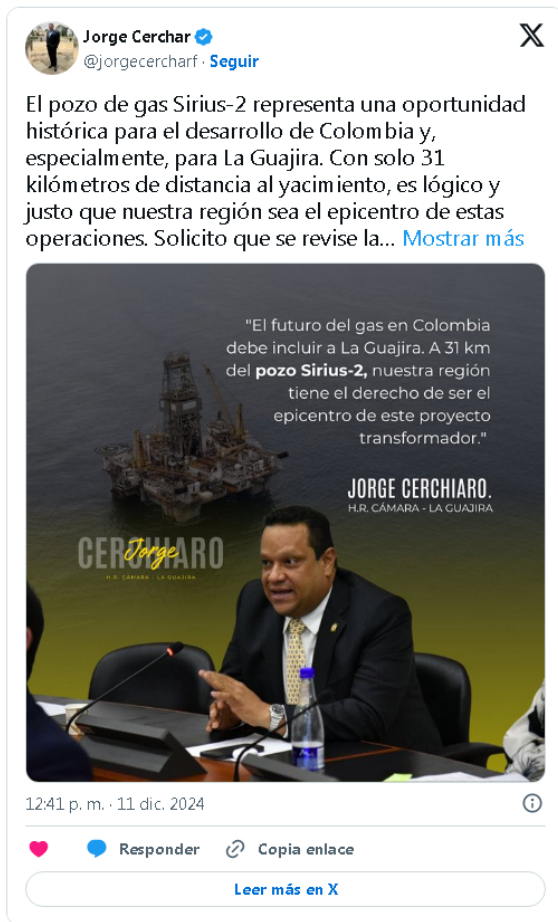 Jorge Cerchar
@jorgecercharf · Seguir
El pozo de gas Sirius-2 representa una oportunidad
histórica para el desarrollo de Colombia y,
especialmente, para La Guajira. Con solo 31
kilómetros de distancia al yacimiento, es lógico y
justo que nuestra región sea el epicentro de estas
operaciones. Solicito que se revise la... Mostrar más
"El futuro del gas en Colombia
debe incluir a La Guajira. A 31 km
del pozo Sirius-2, nuestra región
tiene el derecho de ser el
epicentro de este proyecto
transformador."
JORGE CERCHIARO.
H.R. CÁMARA - LA GUAJIRA
CERCHIARO
Jorge
H.R. CÁMARA - LA GUAJIRA
12:41 p. m. · 11 dic. 2024
Responder
Copia enlace
Leer más en X